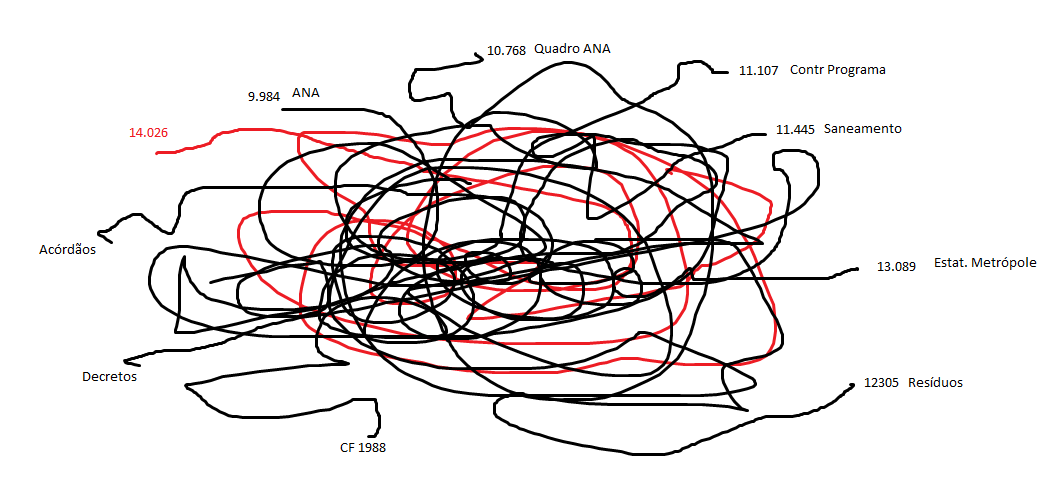 10.768 Quadro ANA
11.107 Contr Programa
9.984 ANA
14.026
11.445 Saneamento
Acórdãos
13.089 Estat. Metrópole
Decretos
12305 Resíduos
CF 1988